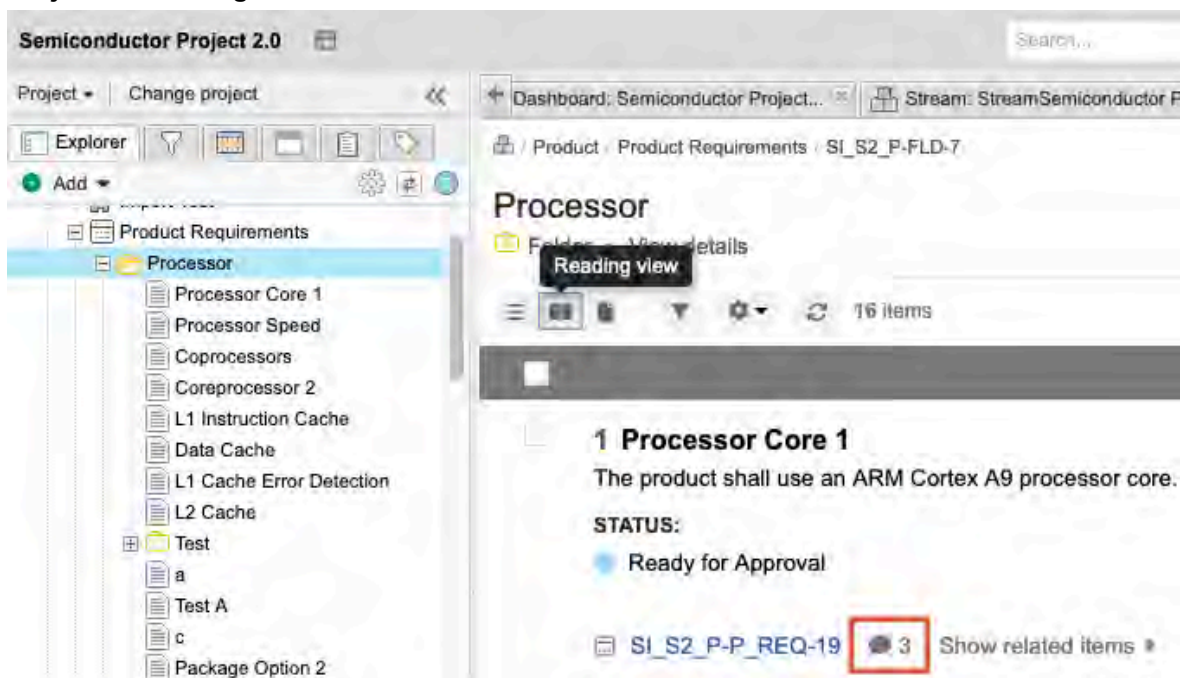 Semiconductor Project 2.0
Search...
Project
Change project
Dashboard: Semiconductor Project...
Stream: StreamSemiconductor P
Explorer
/ Product / Product Requirements / SI_S2_P-FLD-7
Add
Processor
Product Requirements
View details
Processor
Reading view
Processor Core 1
Processor Speed
16 items
Coprocessors
Coreprocessor 2
L1 Instruction Cache
Data Cache
L1 Cache Error Detection
L2 Cache
Test
a
Test A
c
Package Option 2
1 Processor Core 1
The product shall use an ARM Cortex A9 processor core.
STATUS:
Ready for Approval
SI_S2_P-P_REQ-19
3
Show related items